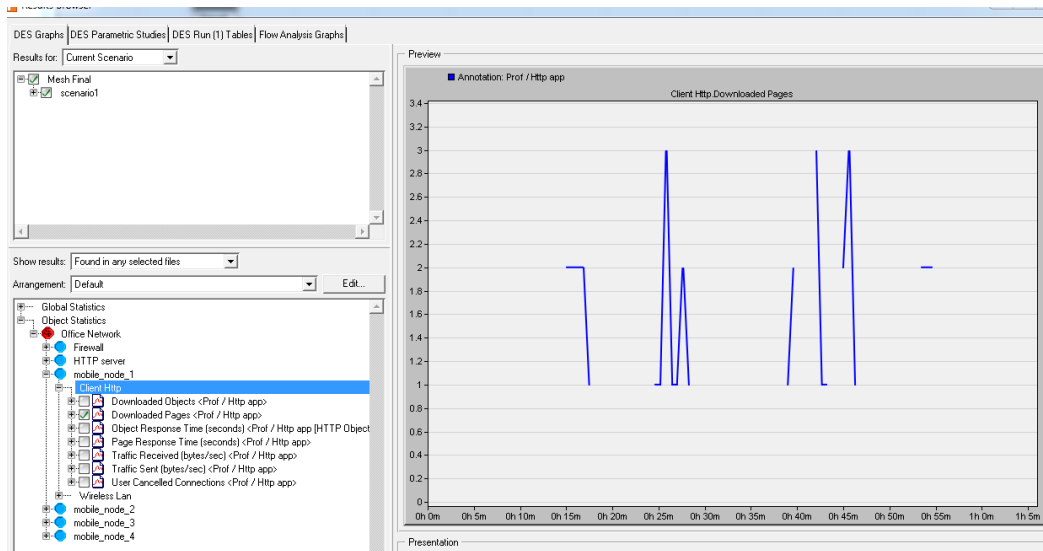 Results Browser
DES Graphs DES Parametric Studies DES Run (1) Tables Flow Analysis Graphs
Results for: Current Scenario
Mesh Final
scenario1
Show results: Found in any selected files
Arrangement: Default Edit...
Global Statistics
Object Statistics
Office Network
Firewall
HTTP server
mobile_node_1
Client Http
Downloaded Objects <Prof / Http app>
Downloaded Pages <Prof / Http app>
Object Response Time (seconds) <Prof / Http app [HTTP Object
Page Response Time (seconds) <Prof / Http app>
Traffic Received (bytes/sec) <Prof / Http app>
Traffic Sent (bytes/sec) <Prof / Http app>
User Cancelled Connections <Prof / Http app>
Wireless Lan
mobile_node_2
mobile_node_3
mobile_node_4
Preview
Annotation: Prof / Http app
Client Http.Downloaded Pages
3.4
3.2
3
2.8
2.6
2.4
2.2
2
1.8
1.6
1.4
1.2
1
0.8
0.6
0.4
0.2
0
0h 0m 0h 5m 0h 10m 0h 15m 0h 20m 0h 25m 0h 30m 0h 35m 0h 40m 0h 45m 0h 50m 0h 55m 1h 0m 1h 5m
Presentation